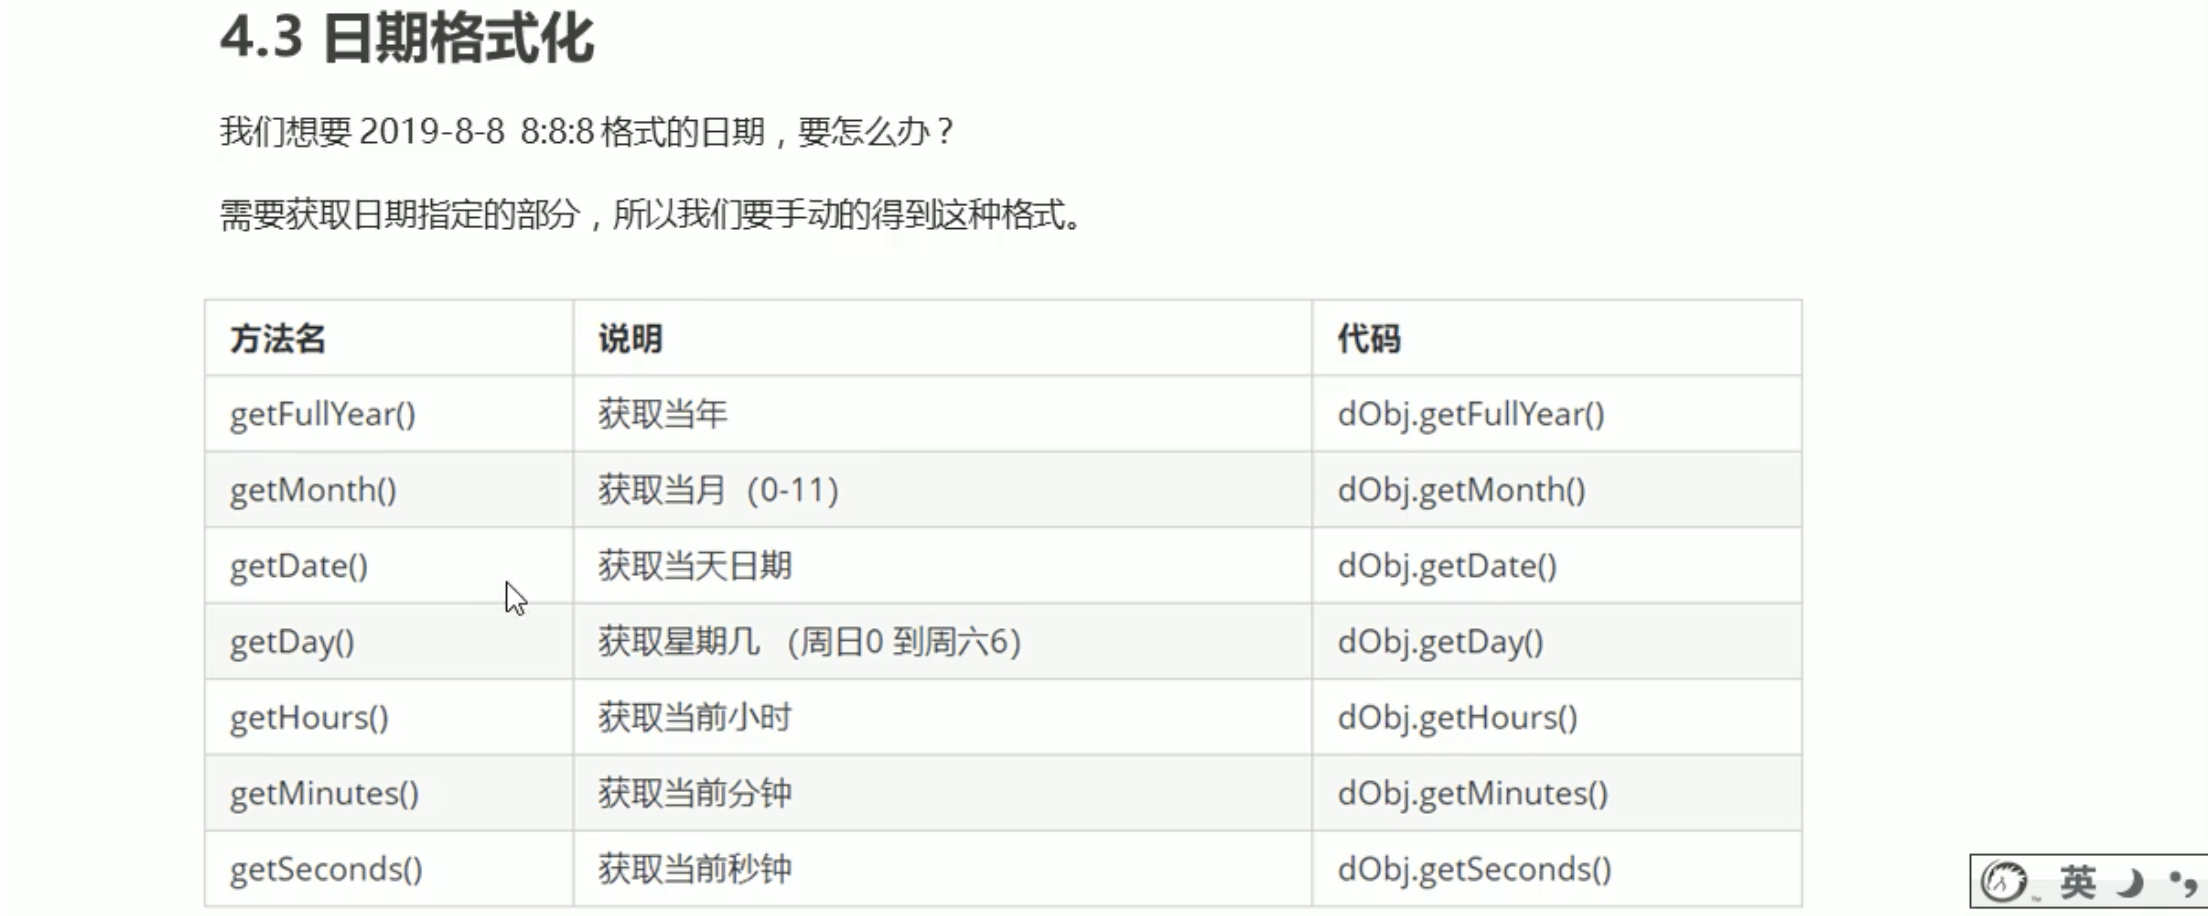 4.3 日期格式化
我们想要 2019-8-8 8:8:8 格式的日期，要怎么办？
需要获取日期指定的部分，所以我们要手动的得到这种格式。
方法名 说明 代码
getFullYear() 获取当年 dObj.getFullYear()
getMonth() 获取当月（0-11） dObj.getMonth()
getDate() 获取当天日期 dObj.getDate()
getDay() 获取星期几 （周日0 到周六6） dObj.getDay()
getHours() 获取当前小时 dObj.getHours()
getMinutes() 获取当前分钟 dObj.getMinutes()
getSeconds() 获取当前秒钟 dObj.getSeconds()
英